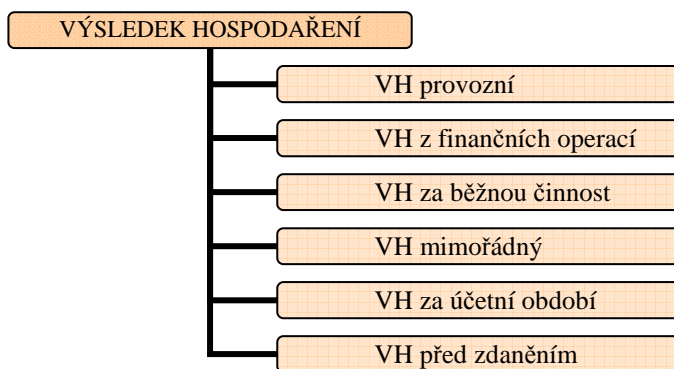 VÝSLEDEK HOSPODAŘENÍ
VH provozní
VH z finančních operací
VH za běžnou činnost
VH mimořádný
VH za účetní období
VH před zdaněním